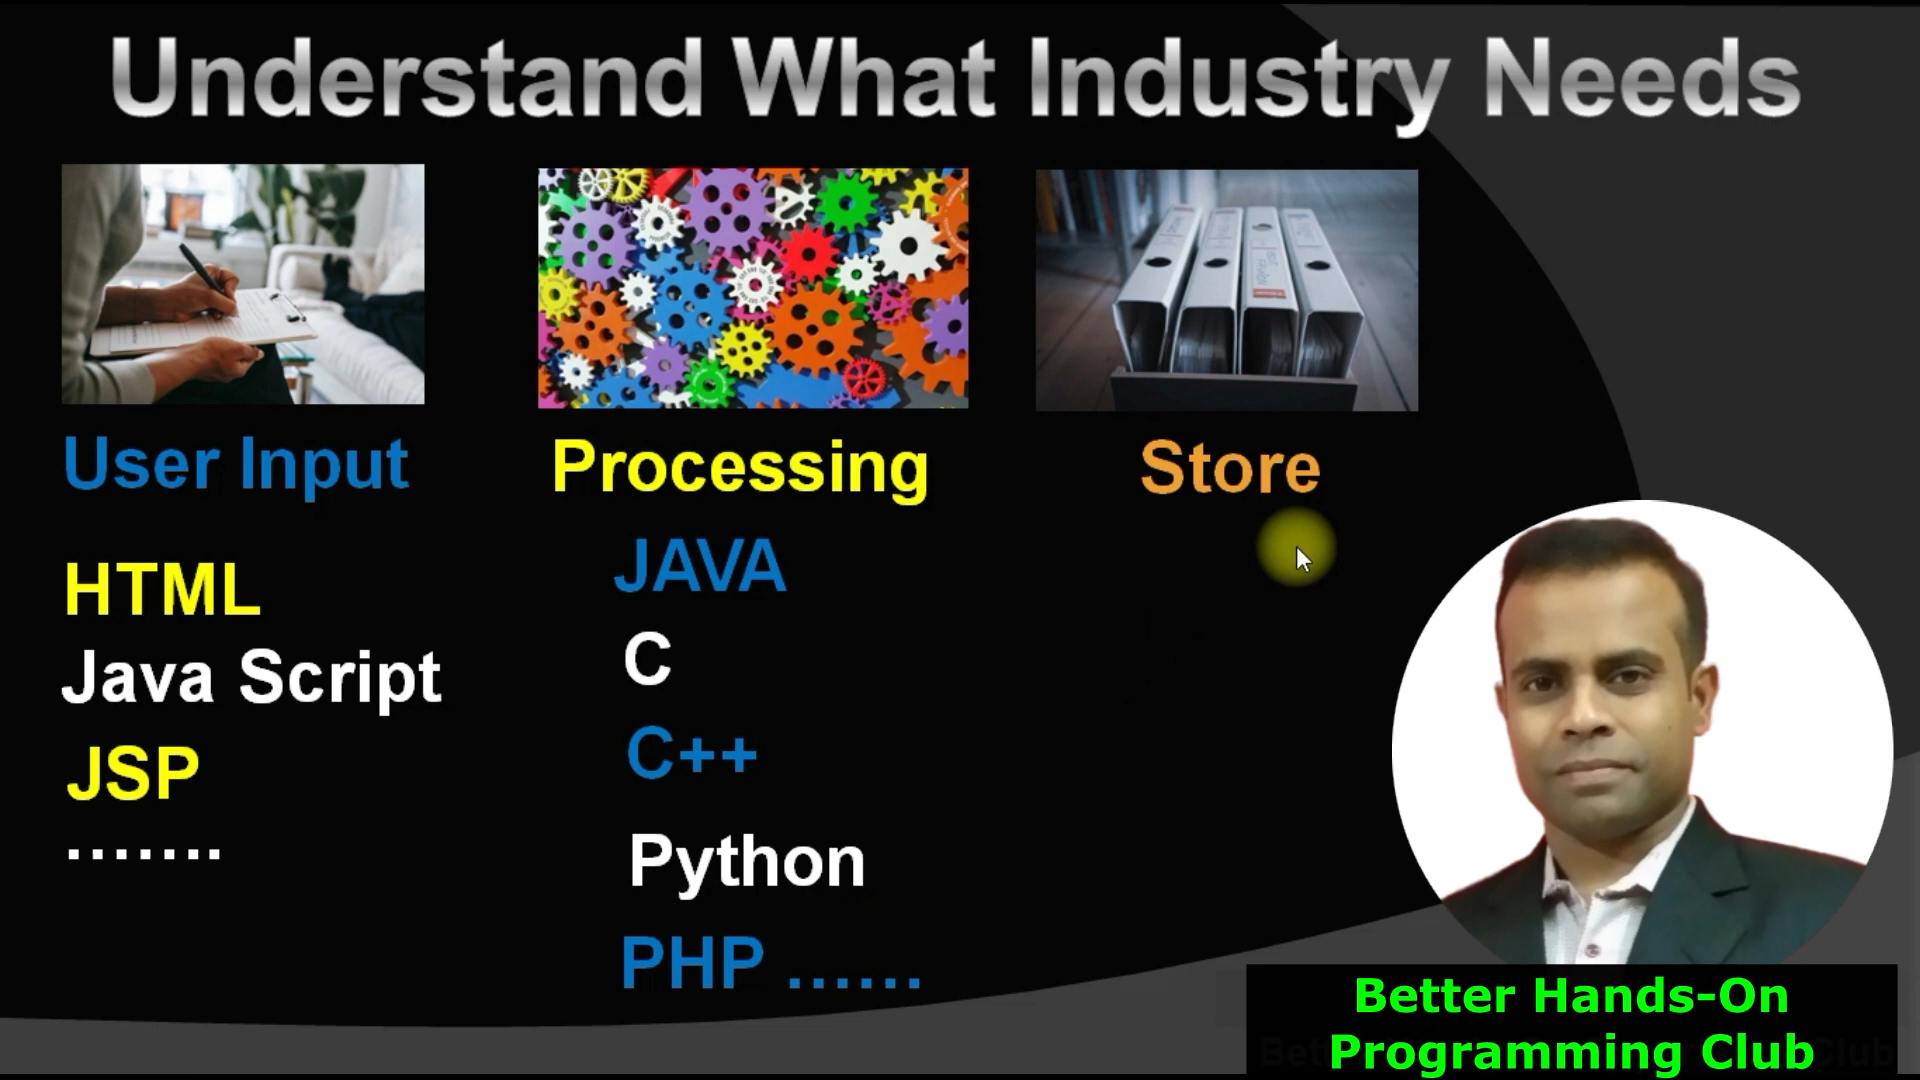 Understand What Industry Needs
User Input
HTML
Java Script
JSP
.......
Processing
JAVA
C
C++
Python
PHP ......
Store
Better Hands-On
Programming Club